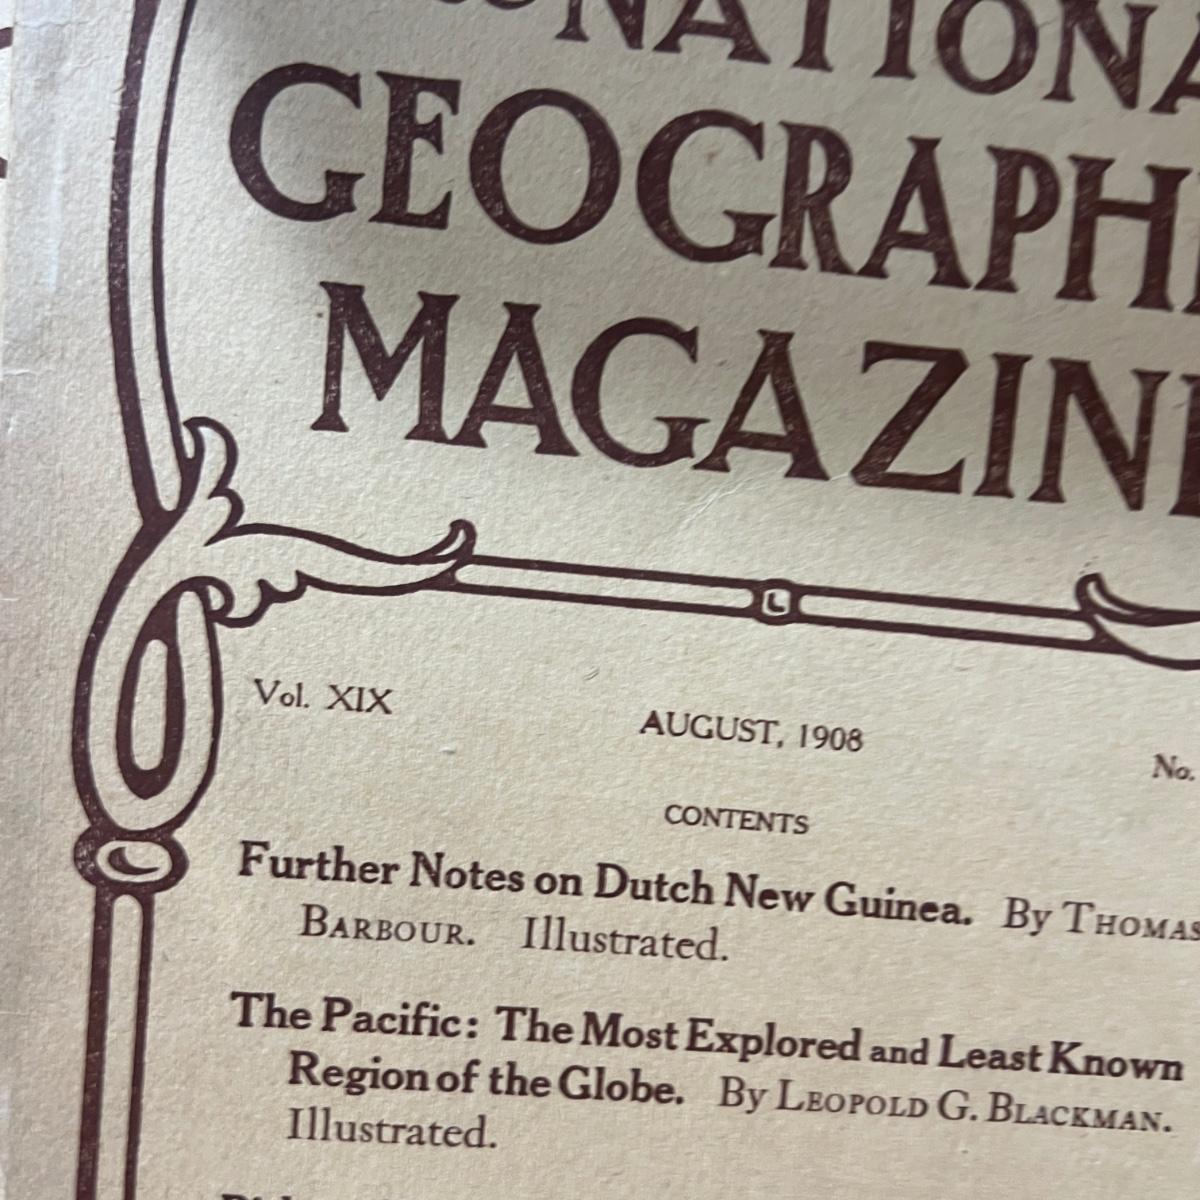 NATIONA
GEOGRAPHI
MAGAZINE
Vol. XIX
AUGUST, 1908
No.
CONTENTS
Further Notes on Dutch New Guinea. By THOMAS
BARBOUR. Illustrated.
The Pacific: The Most Explored and Least Known
Region of the Globe. By LEOPOLD G. BLACKMAN.
Illustrated.